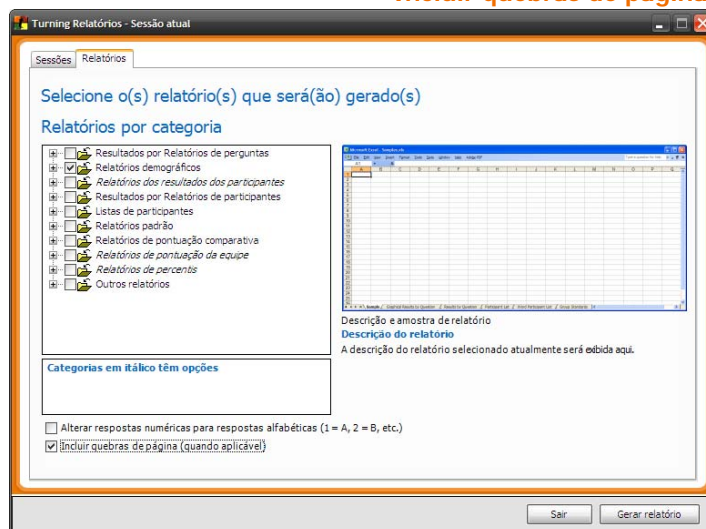 Incluir quebras de página
Turning Relatórios - Sessão atual
Sessões Relatórios
Selecione o(s) relatório(s) que será(ão) gerado(s)
Relatórios por categoria
Resultados por Relatórios de perguntas
Relatórios demográficos
Relatórios dos resultados dos participantes
Resultados por Relatórios de participantes
Listas de participantes
Relatórios padrão
Relatórios de pontuação comparativa
Relatórios de pontuação da equipe
Relatórios de percentis
Outros relatórios
Descrição e amostra de relatório
Descrição do relatório
A descrição do relatório selecionado atualmente será exibida aqui.
Categorias em itálico têm opções
Alterar respostas numéricas para respostas alfabéticas (1 = A, 2 = B, etc.)
Incluir quebras de página (quando aplicável)
Sair Gerar relatório